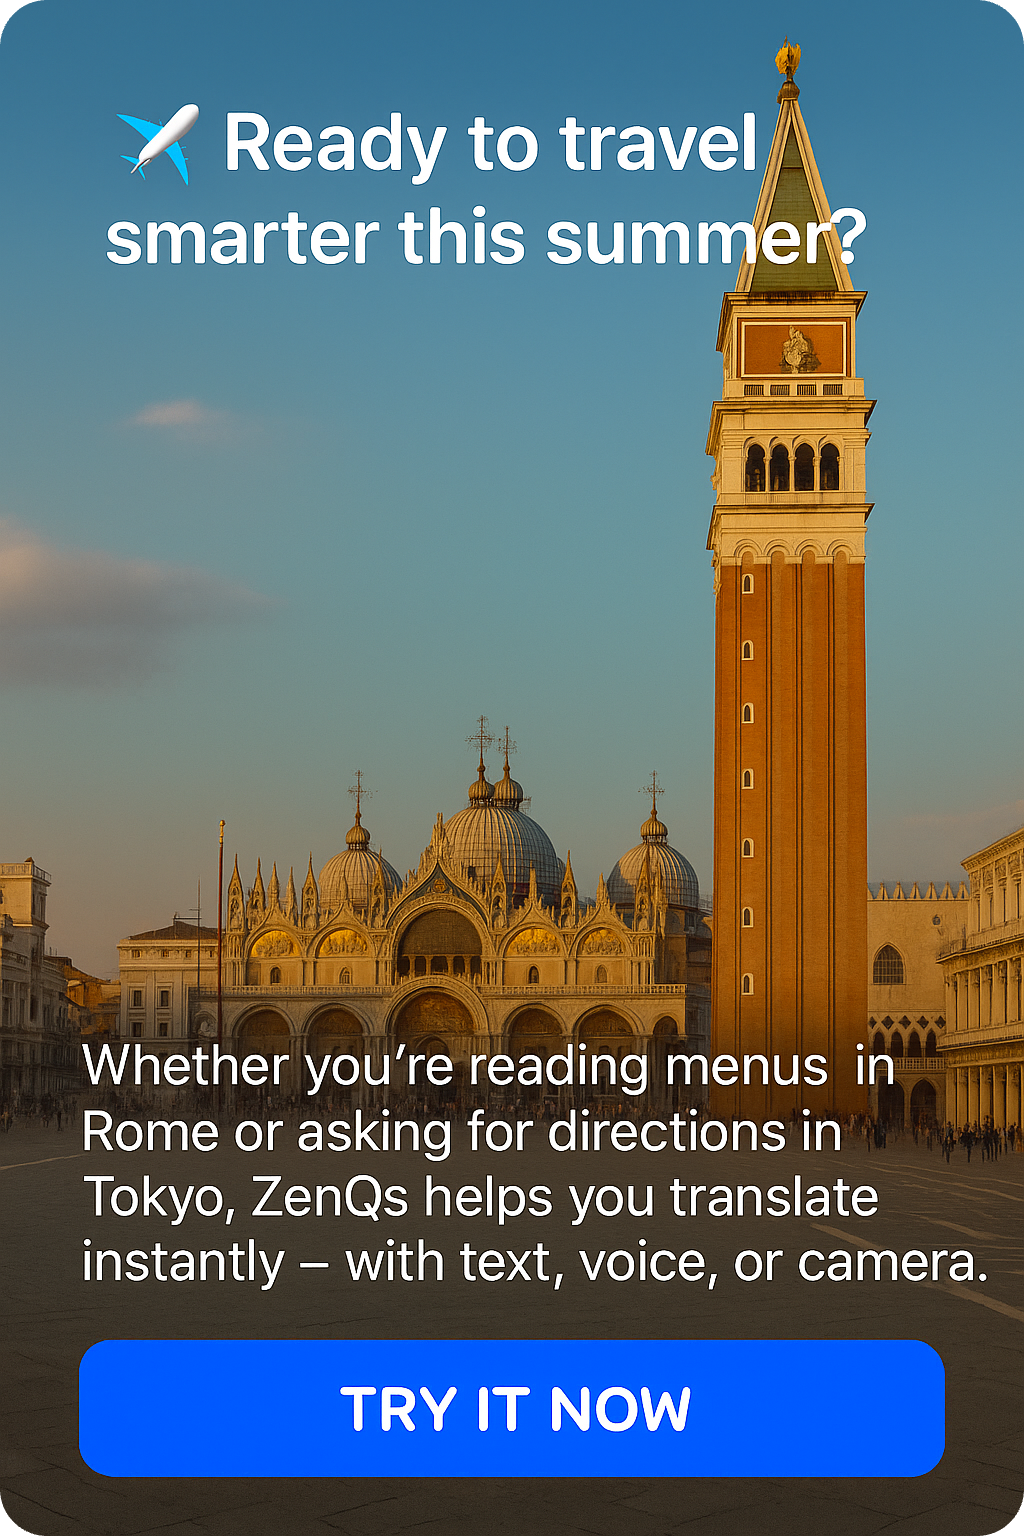 ✈️ Ready to travel
smarter this summer?
Whether you’re reading menus in
Rome or asking for directions in
Tokyo, ZenQs helps you translate
instantly – with text, voice, or camera.
TRY IT NOW